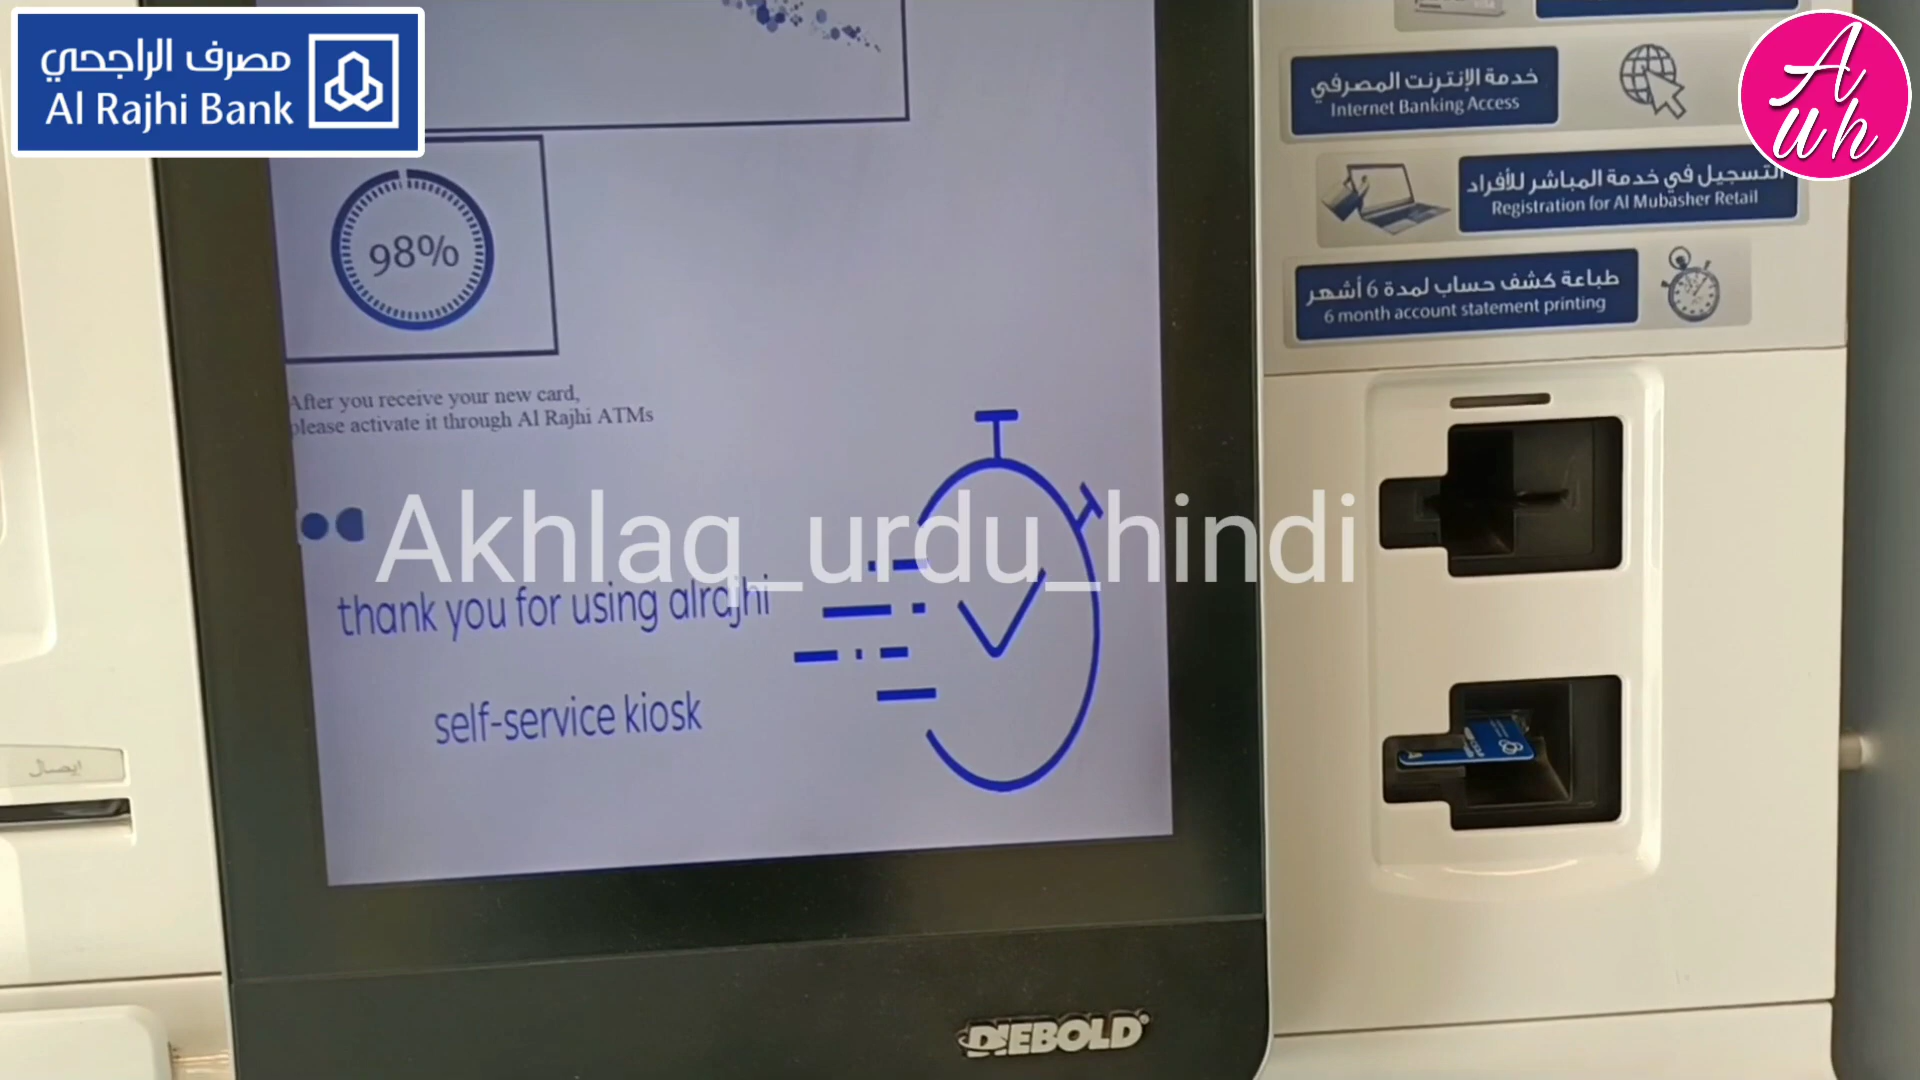 مصرف الراجحي
Al Rajhi Bank
A
uh
خدمة الإنترنت المصرفي
Internet Banking Access
التسجيل في خدمة المباشر للأفراد
Registration for Al Mubasher Retail
طباعة كشف حساب لمدة 6 أشهر
6 month account statement printing
98%
After you receive your new card,
please activate it through Al Rajhi ATMs
Akhlaq_urdu_hindi
thank you for using alrajhi
self-service kiosk
إيصال
DIEBOLD